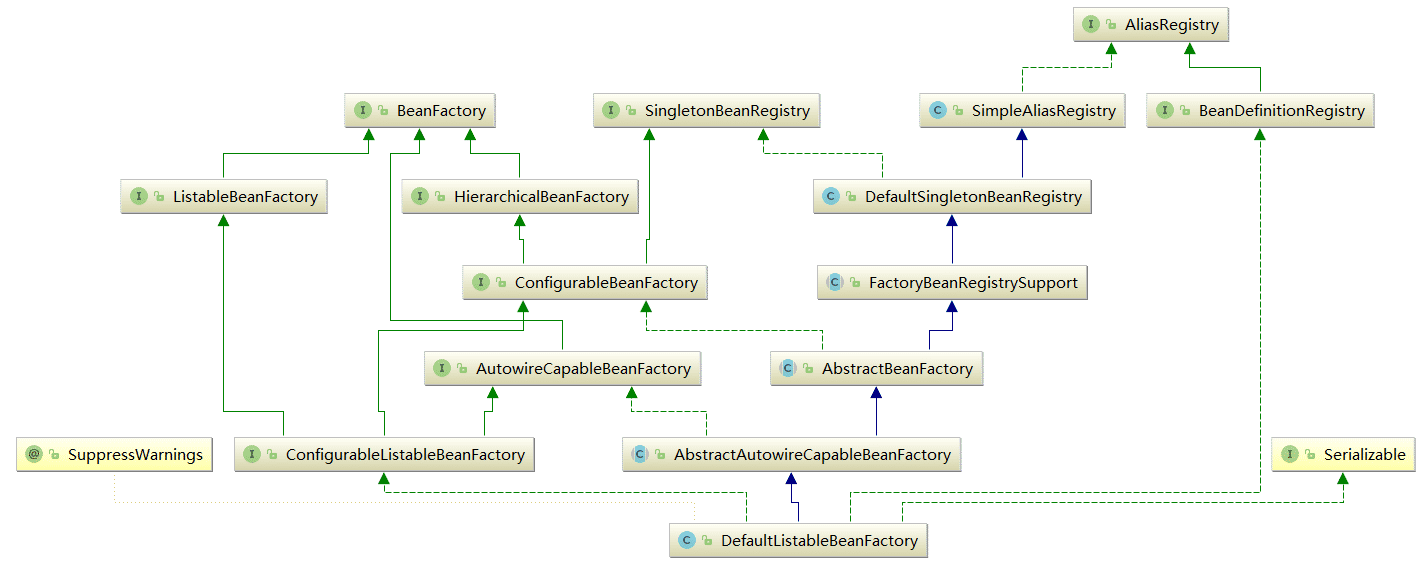 I AliasRegistry
I BeanFactory
I SingletonBeanRegistry
C SimpleAliasRegistry
I BeanDefinitionRegistry
I ListableBeanFactory
I HierarchicalBeanFactory
C DefaultSingletonBeanRegistry
I ConfigurableBeanFactory
C FactoryBeanRegistrySupport
I AutowireCapableBeanFactory
C AbstractBeanFactory
@ SuppressWarnings
I ConfigurableListableBeanFactory
C AbstractAutowireCapableBeanFactory
I Serializable
C DefaultListableBeanFactory